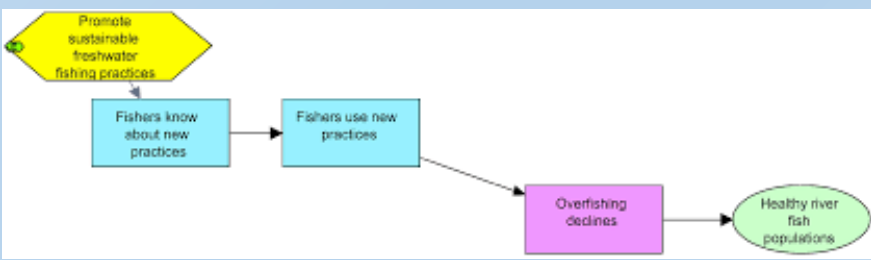 Promote
sustainable
freshwater
fishing practices
Fishers know
about new
practices
Fishers use new
practices
Overfishing
declines
Healthy river
fish
populations